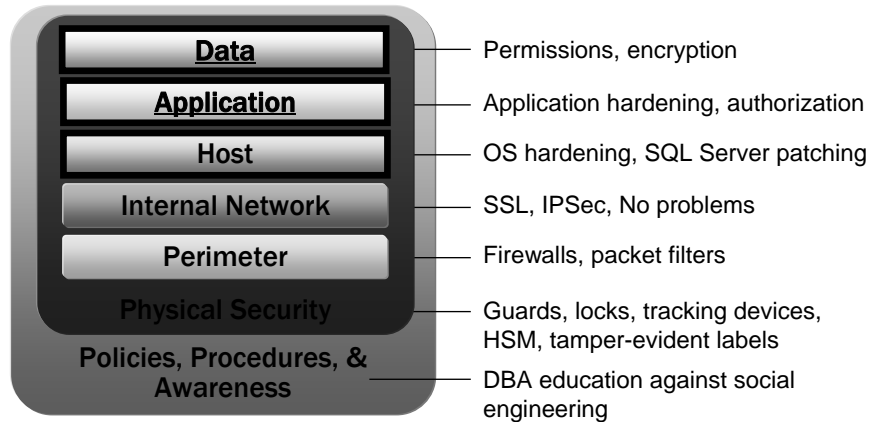 Data
Permissions, encryption
Application
Application hardening, authorization
Host
OS hardening, SQL Server patching
Internal Network
SSL, IPSec, No problems
Perimeter
Firewalls, packet filters
Physical Security
Guards, locks, tracking devices,
HSM, tamper-evident labels
Policies, Procedures, &
Awareness
DBA education against social
engineering